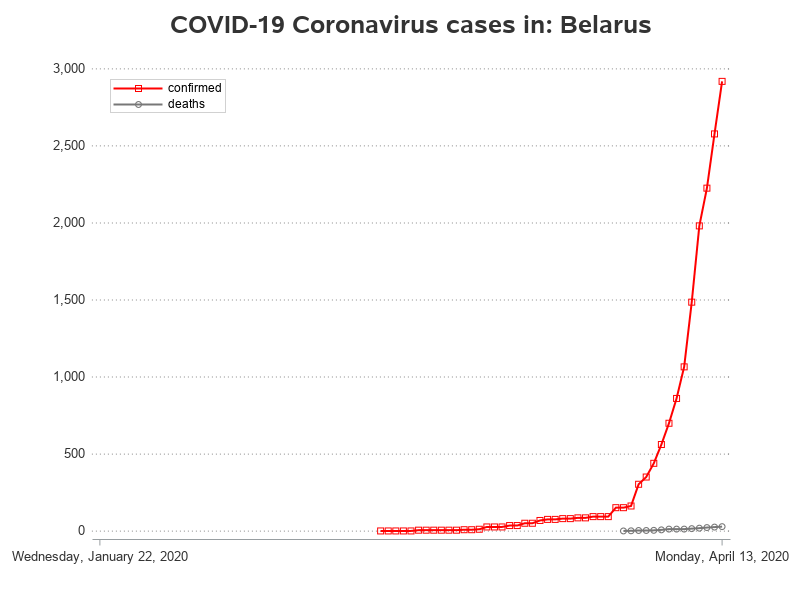 COVID-19 Coronavirus cases in: Belarus
3,000
confirmed
deaths
2,500
2,000
1,500
1,000
500
0
Wednesday, January 22, 2020
Monday, April 13, 2020